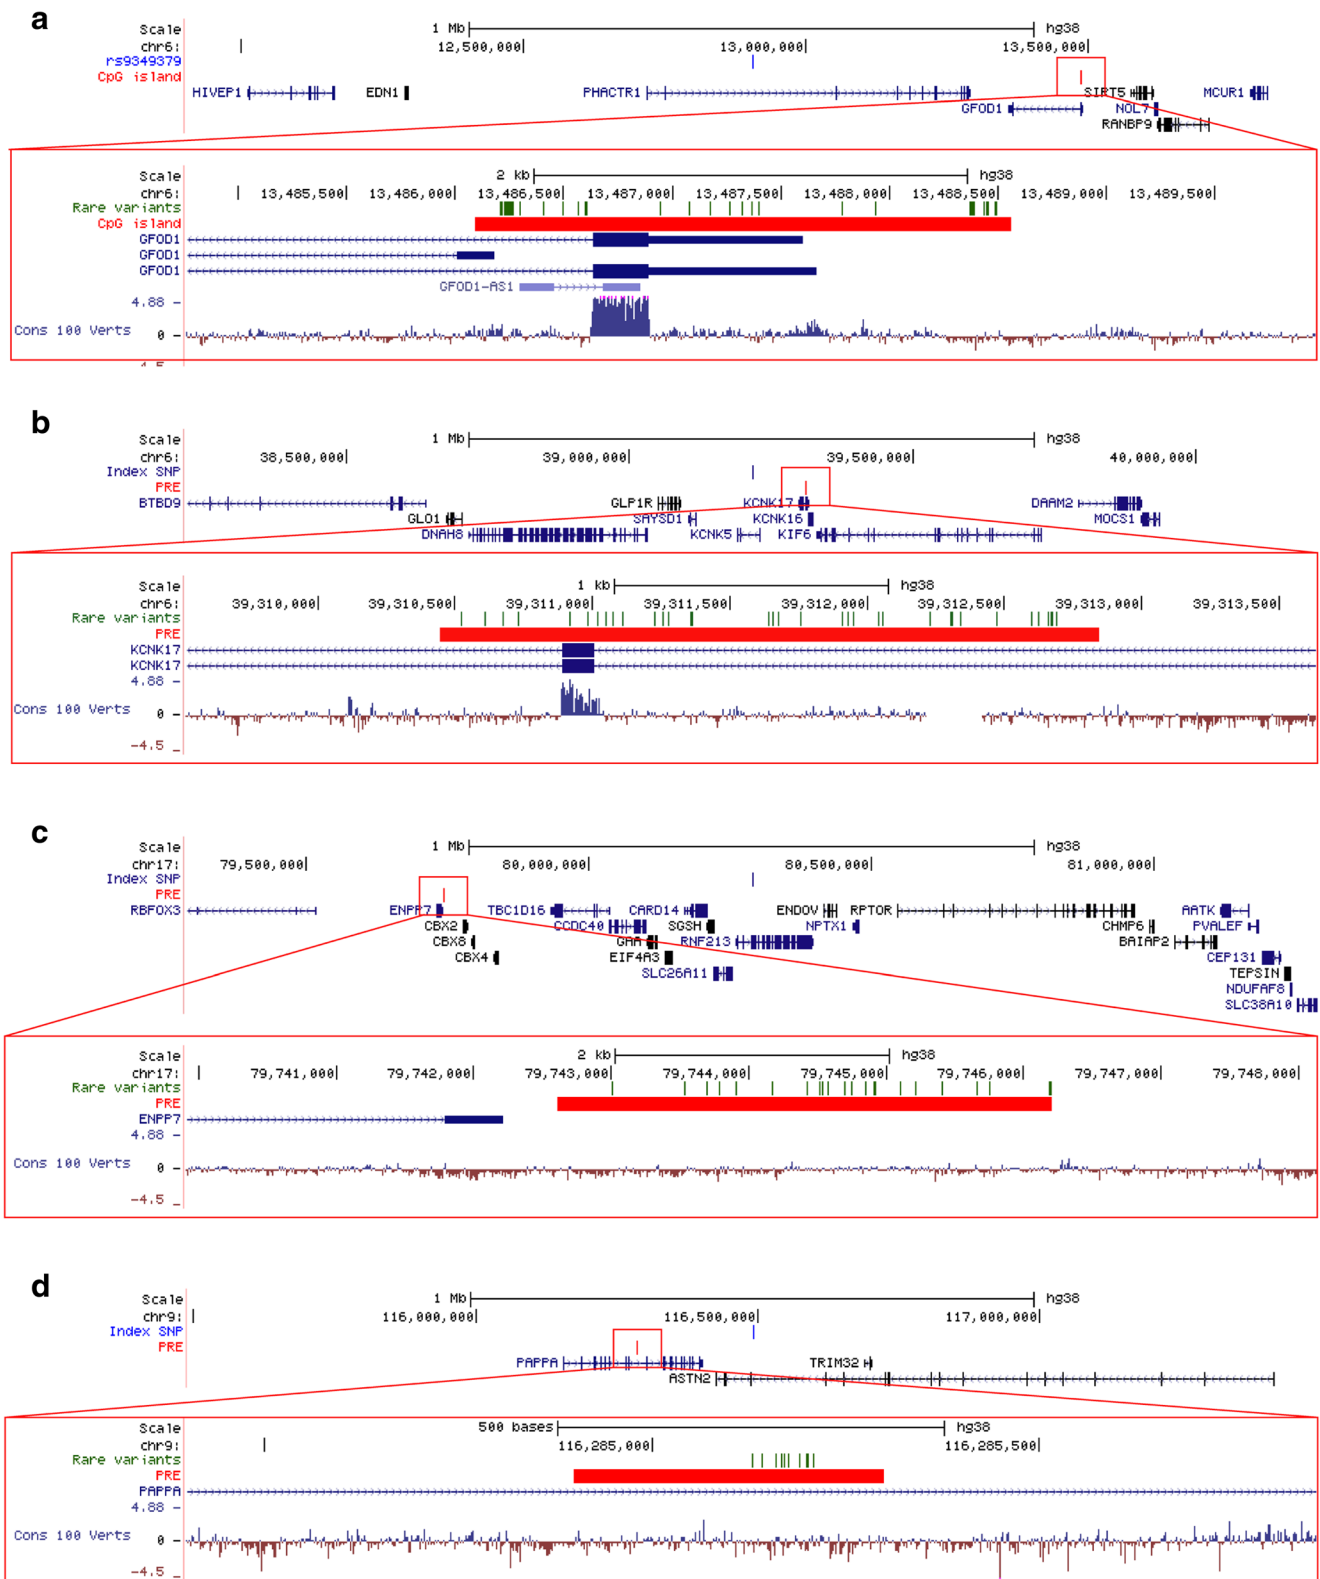 a
Scale 1 Mb hg38
chr6: 12,500,000 13,000,000 13,500,000
rs9349379
CpG island
HIVEP1 EDN1 PHACTR1 SIRT5 MCUR1
GFOD1 NOL7
RANBP9
Scale 2 kb hg38
chr6: 13,485,500 13,486,000 13,486,500 13,487,000 13,487,500 13,488,000 13,488,500 13,489,000 13,489,500
Rare variants
CpG island
GFOD1
GFOD1
GFOD1
GFOD1-AS1
4.88 -
Cons 100 Verts 0 -
b
Scale 1 Mb hg38
chr6: 38,500,000 39,000,000 39,500,000 40,000,000
Index SNP
PRE
BTBD9 GLP1R KCNK17 DAAM2
GLO1 SAYSD1 KCNK16 MOCS1
DNAH8 KCNK5 KIF6
Scale 1 kb hg38
chr6: 39,310,000 39,310,500 39,311,000 39,311,500 39,312,000 39,312,500 39,313,000 39,313,500
Rare variants
PRE
KCNK17
KCNK17
4.88 -
Cons 100 Verts 0 -
-4.5 _
c
Scale 1 Mb hg38
chr17: 79,500,000 80,000,000 80,500,000 81,000,000
Index SNP
PRE
RBFOX3 ENPP7 TBC1D16 CARD14 ENDOV RPTOR AATK
CBX2 CCDC40 SGSH NPTX1 CHMP6 PVALEF
CBX8 GAA RNF213 BAIAP2
CBX4 EIF4A3 CEP131
SLC26A11 TEPSIN
NDUFAF8
SLC38A10
Scale 2 kb hg38
chr17: 79,741,000 79,742,000 79,743,000 79,744,000 79,745,000 79,746,000 79,747,000 79,748,000
Rare variants
PRE
ENPP7
4.88 -
Cons 100 Verts 0 -
-4.5 _
d
Scale 1 Mb hg38
chr9: 116,000,000 116,500,000 117,000,000
Index SNP
PRE
PAPPA TRIM32
ASTN2
Scale 500 bases hg38
chr9: 116,285,000 116,285,500
Rare variants
PRE
PAPPA
4.88 -
Cons 100 Verts 0 -
-4.5 _